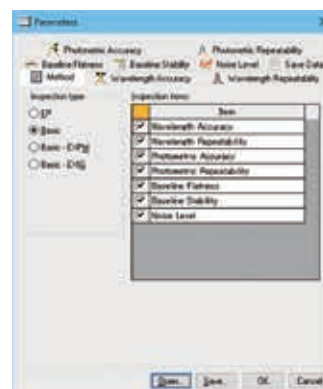 Parameters
Photometric Accuracy
Photometric Repeatability
Baseline Flatness
Baseline Stability
Noise Level
Save Data
Method
Wavelength Accuracy
Wavelength Repeatability
Inspection type
EP
Basic
Inspection items
Item
Wavelength Accuracy
Wavelength Repeatability
Photometric Accuracy
Photometric Repeatability
Baseline Flatness
Baseline Stability
Noise Level
Open...
Save...
OK
Cancel